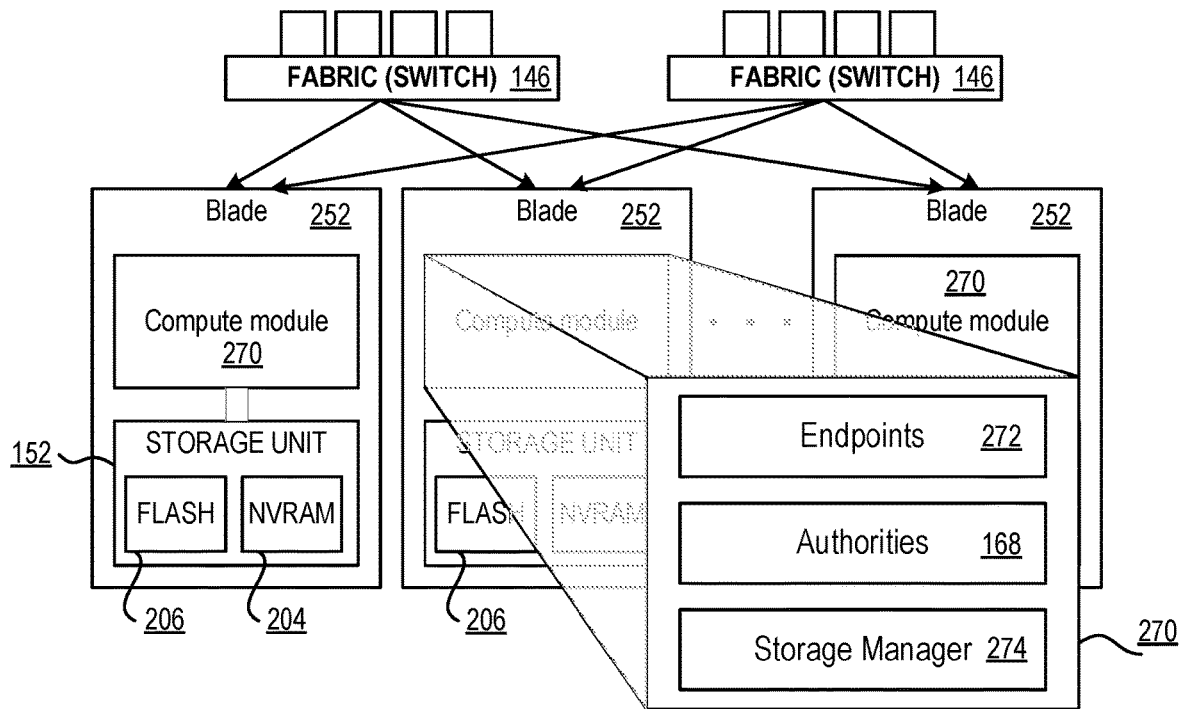 FABRIC (SWITCH) 146
FABRIC (SWITCH) 146
Blade 252
Blade 252
Blade 252
Compute module
270
Compute module
270
Compute module
152
STORAGE UNIT
FLASH
NVRAM
206
204
STORAGE UNIT
FLASH
NVRAM
206
Endpoints 272
Authorities 168
Storage Manager 274
270